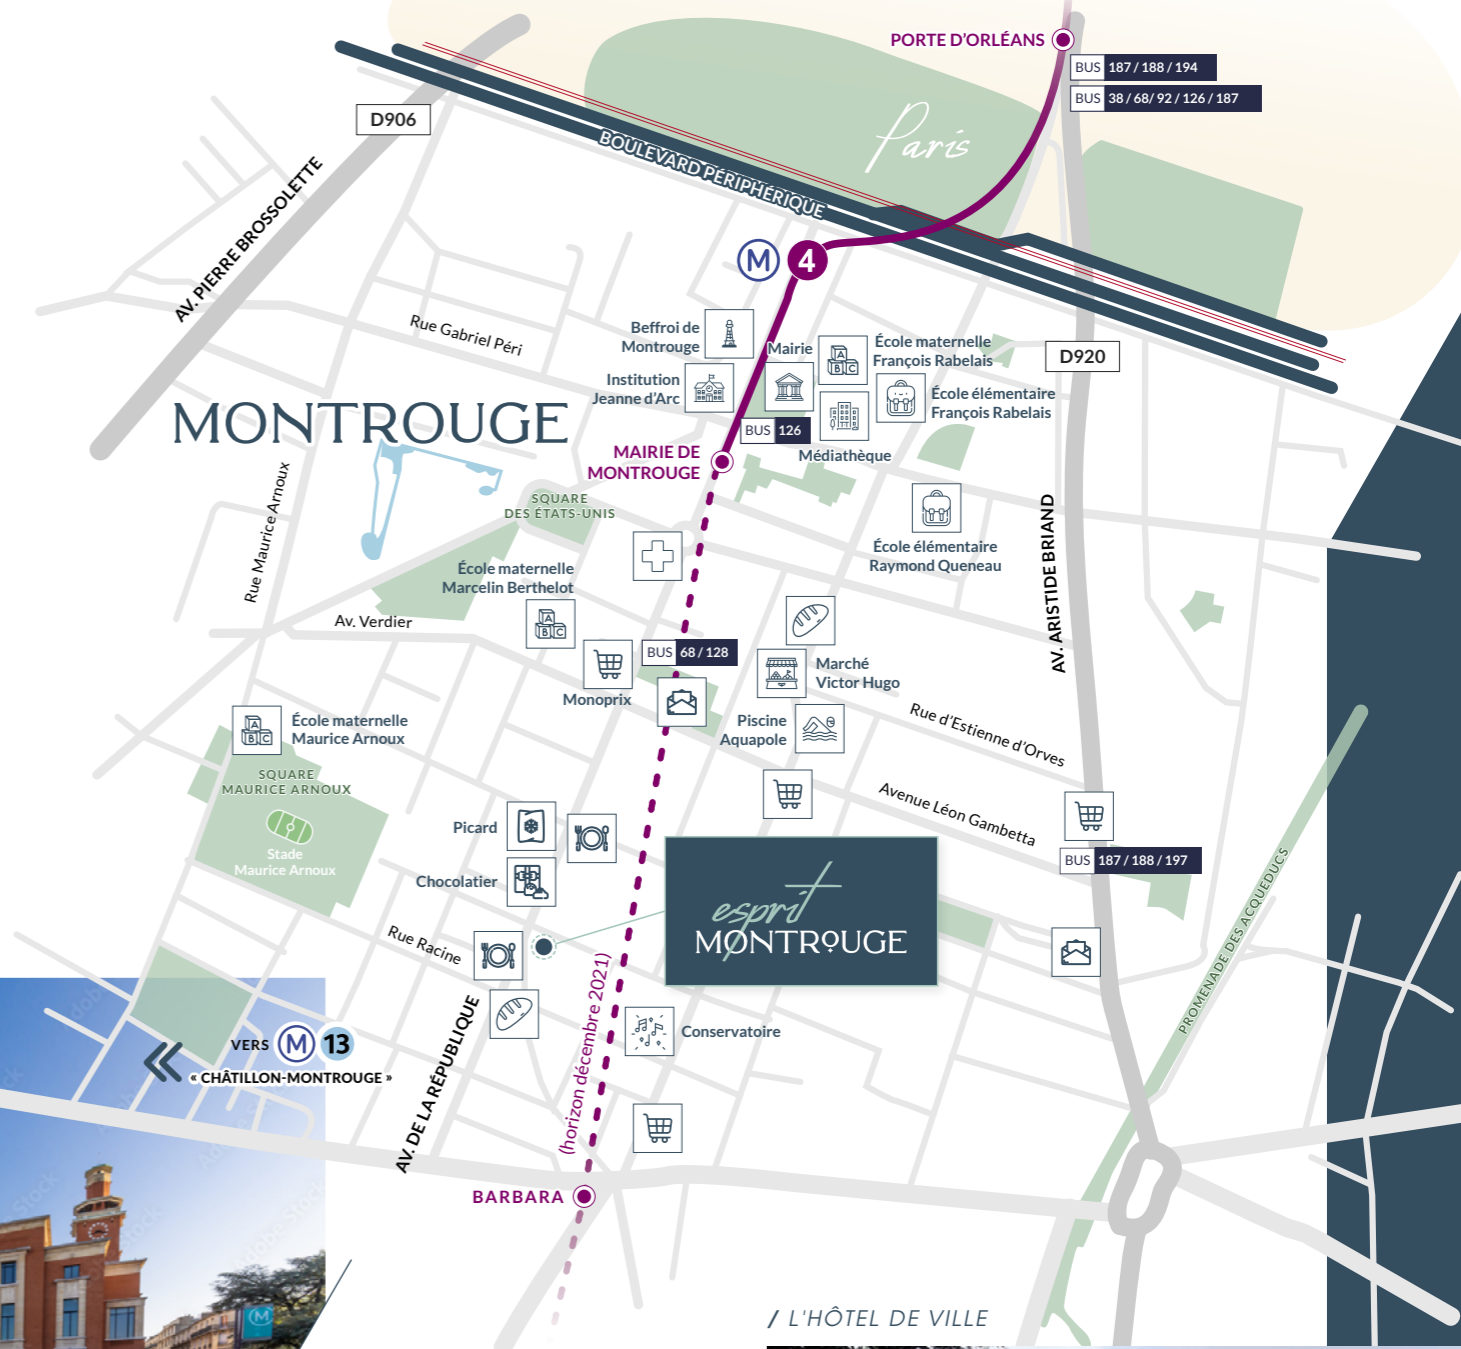 PORTE D'ORLÉANS
BUS 187 / 188 / 194
BUS 38 / 68/ 92 / 126 / 187
D906
Paris
BOULEVARD PÉRIPHÉRIQUE
AV. PIERRE BROSSOLETTE
M 4
Rue Gabriel Péri
Beffroi de
Montrouge
Mairie
École maternelle
François Rabelais
D920
Institution
Jeanne d'Arc
École élémentaire
François Rabelais
MONTROUGE
BUS 126
Médiathèque
MAIRIE DE
MONTROUGE
Rue Maurice Arnoux
SQUARE
DES ÉTATS-UNIS
AV. ARISTIDE BRIAND
École élémentaire
Raymond Queneau
École maternelle
Marcelin Berthelot
A
B C
Av. Verdier
BUS 68 / 128
Monoprix
Marché
Victor Hugo
École maternelle
Maurice Arnoux
Piscine
Aquapole
Rue d'Estienne d'Orves
SQUARE
MAURICE ARNOUX
Avenue Léon Gambetta
Picard
Stade
Maurice Arnoux
BUS 187 / 188 / 197
Chocolatier
esprit
MONTROUGE
PROMENADE DES ACQUEDUCS
Rue Racine
(horizon décembre 2021)
AV. DE LA RÉPUBLIQUE
Conservatoire
VERS M 13
« CHÂTILLON-MONTROUGE »
BARBARA
M
/ L'HÔTEL DE VILLE